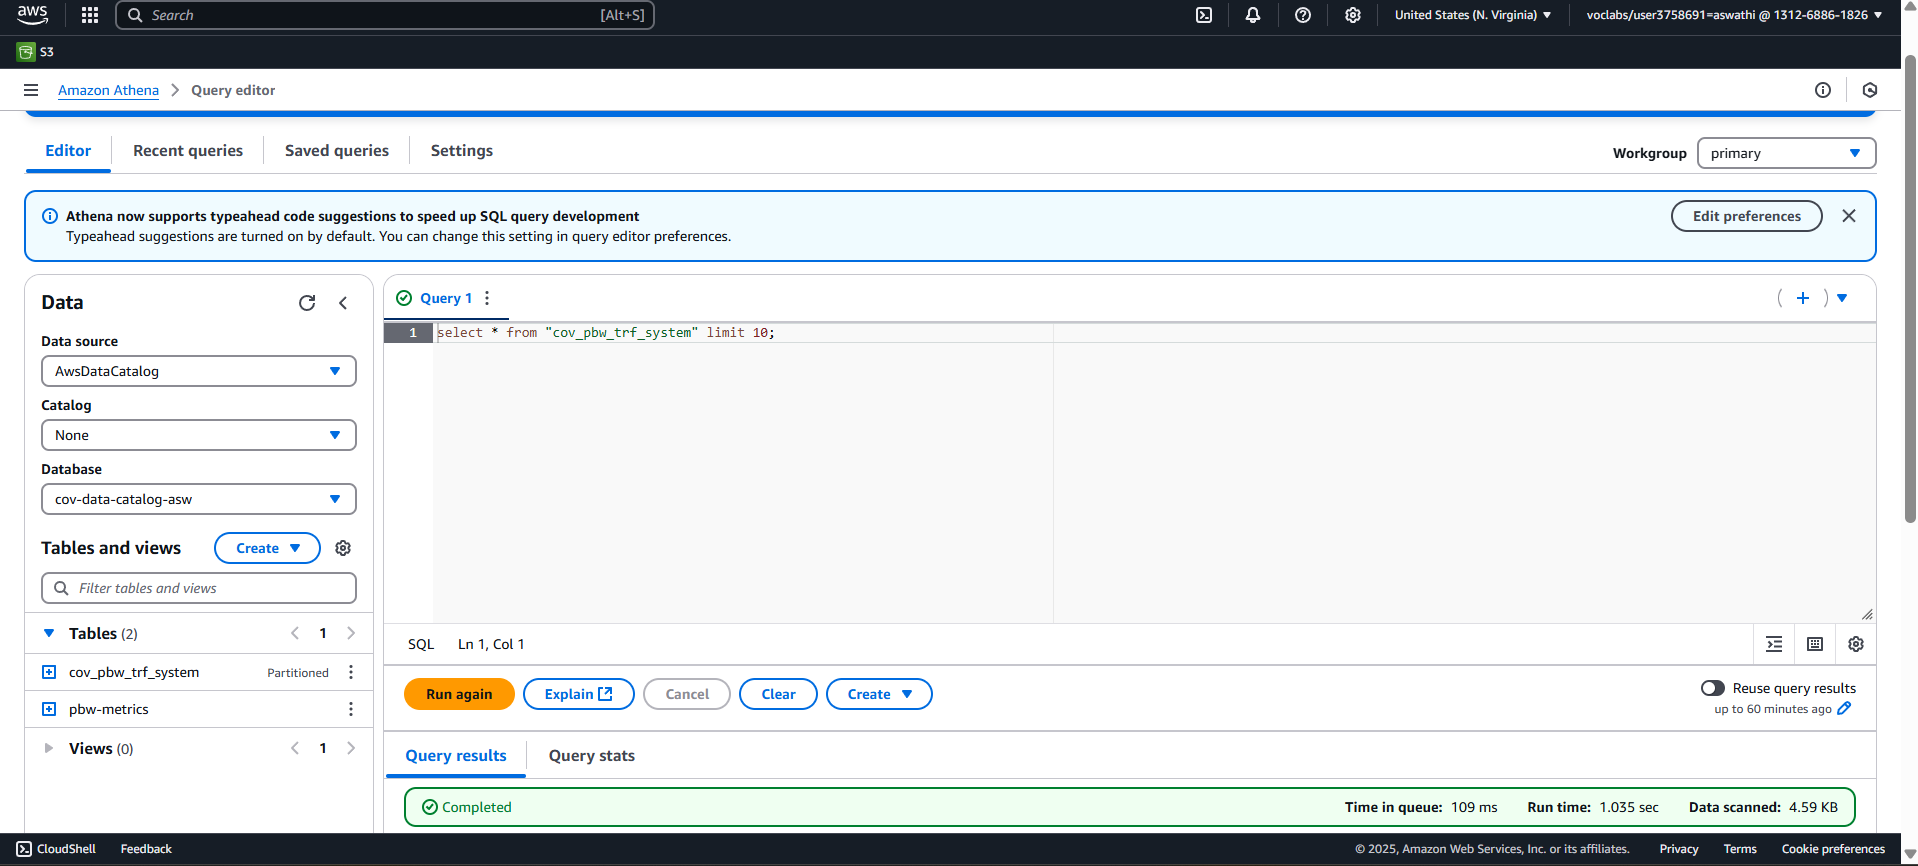 aws
Search
[Alt+S]
United States (N. Virginia)
voclabs/user3758691=aswathi @ 1312-6886-1826
S3
Amazon Athena
Query editor
Editor
Recent queries
Saved queries
Settings
Workgroup
primary
Athena now supports typeahead code suggestions to speed up SQL query development
Typeahead suggestions are turned on by default. You can change this setting in query editor preferences.
Edit preferences
Data
Data source
AwsDataCatalog
Catalog
None
Database
cov-data-catalog-asw
Tables and views
Create
Filter tables and views
Tables (2)
1
cov_pbw_trf_system
Partitioned
pbw-metrics
Views (0)
1
Query 1
1
select * from "cov_pbw_trf_system" limit 10;
SQL
Ln 1, Col 1
Run again
Explain
Cancel
Clear
Create
Reuse query results
up to 60 minutes ago
Query results
Query stats
Completed
Time in queue: 109 ms
Run time: 1.035 sec
Data scanned: 4.59 KB
CloudShell
Feedback
© 2025, Amazon Web Services, Inc. or its affiliates.
Privacy
Terms
Cookie preferences